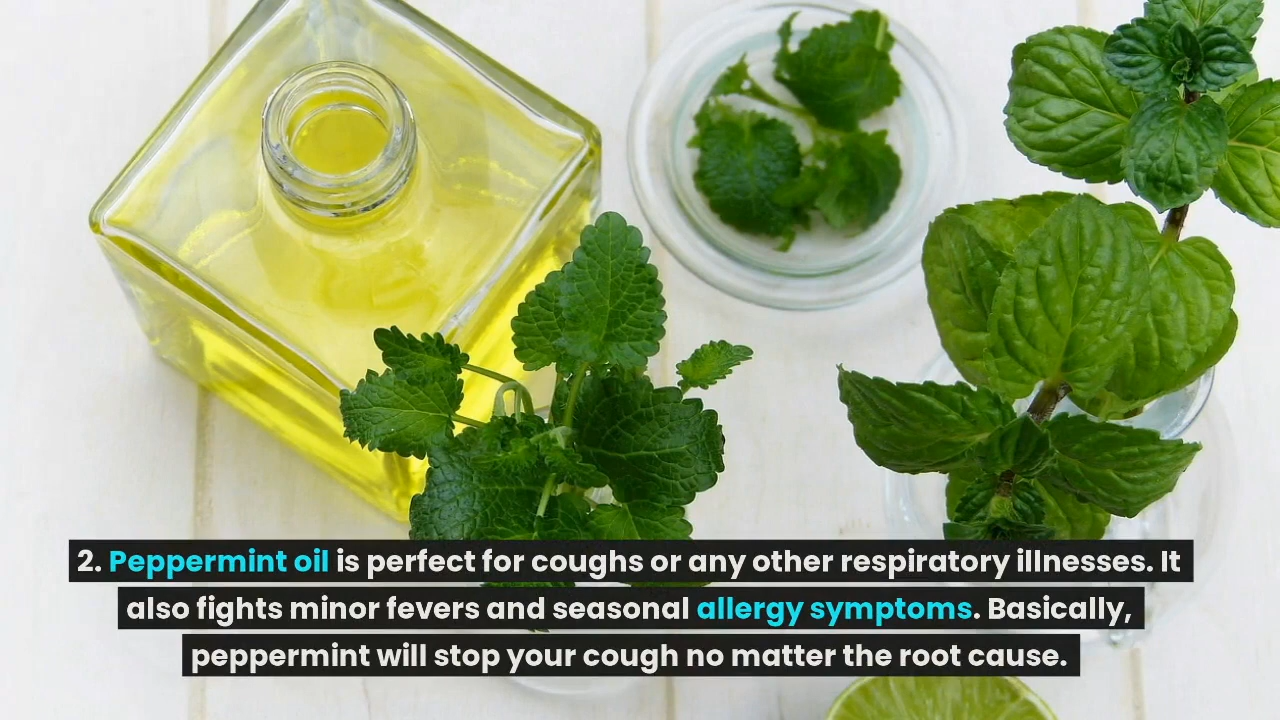 2. Peppermint oil is perfect for coughs or any other respiratory illnesses. It
also fights minor fevers and seasonal allergy symptoms. Basically,
peppermint will stop your cough no matter the root cause.